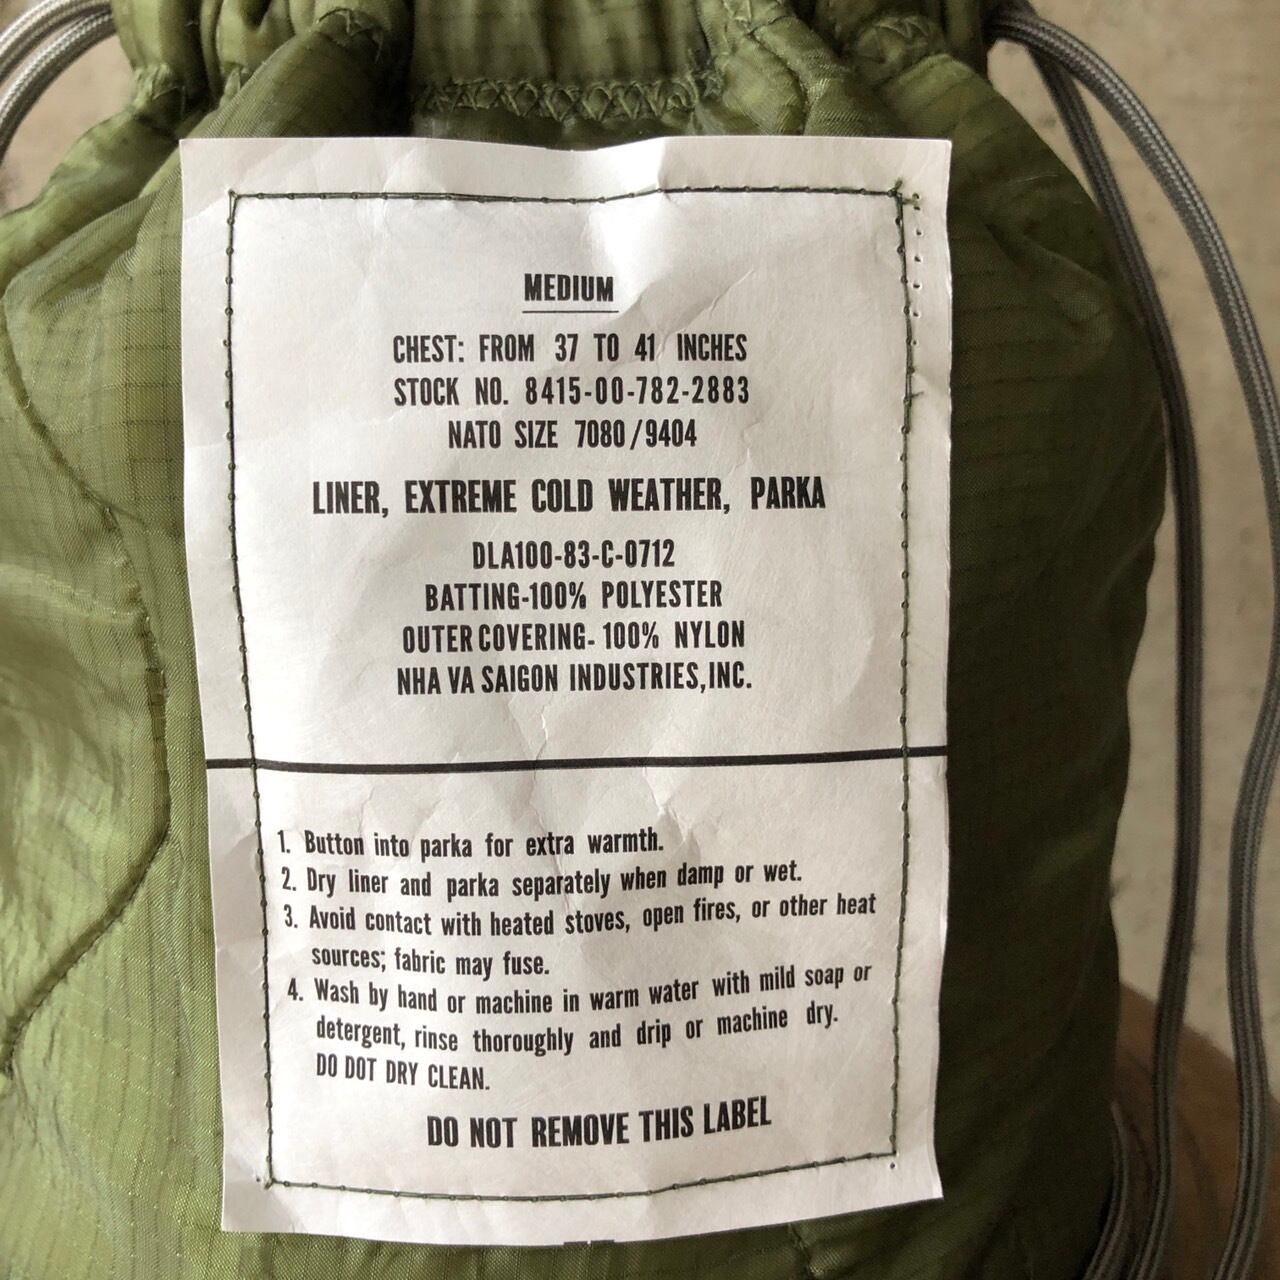 MEDIUM
CHEST: FROM 37 TO 41 INCHES
STOCK NO. 8415-00-782-2883
NATO SIZE 7080/9404
LINER, EXTREME COLD WEATHER, PARKA
DLA100-83-C-0712
BATTING-100% POLYESTER
OUTER COVERING- 100% NYLON
NHA VA SAIGON INDUSTRIES,INC.
1. Button into parka for extra warmth.
2. Dry liner and parka separately when damp or wet.
3. Avoid contact with heated stoves, open fires, or other heat
sources; fabric may fuse.
4. Wash by hand or machine in warm water with mild soap or
detergent, rinse thoroughly and drip or machine dry.
DO DOT DRY CLEAN.
DO NOT REMOVE THIS LABEL